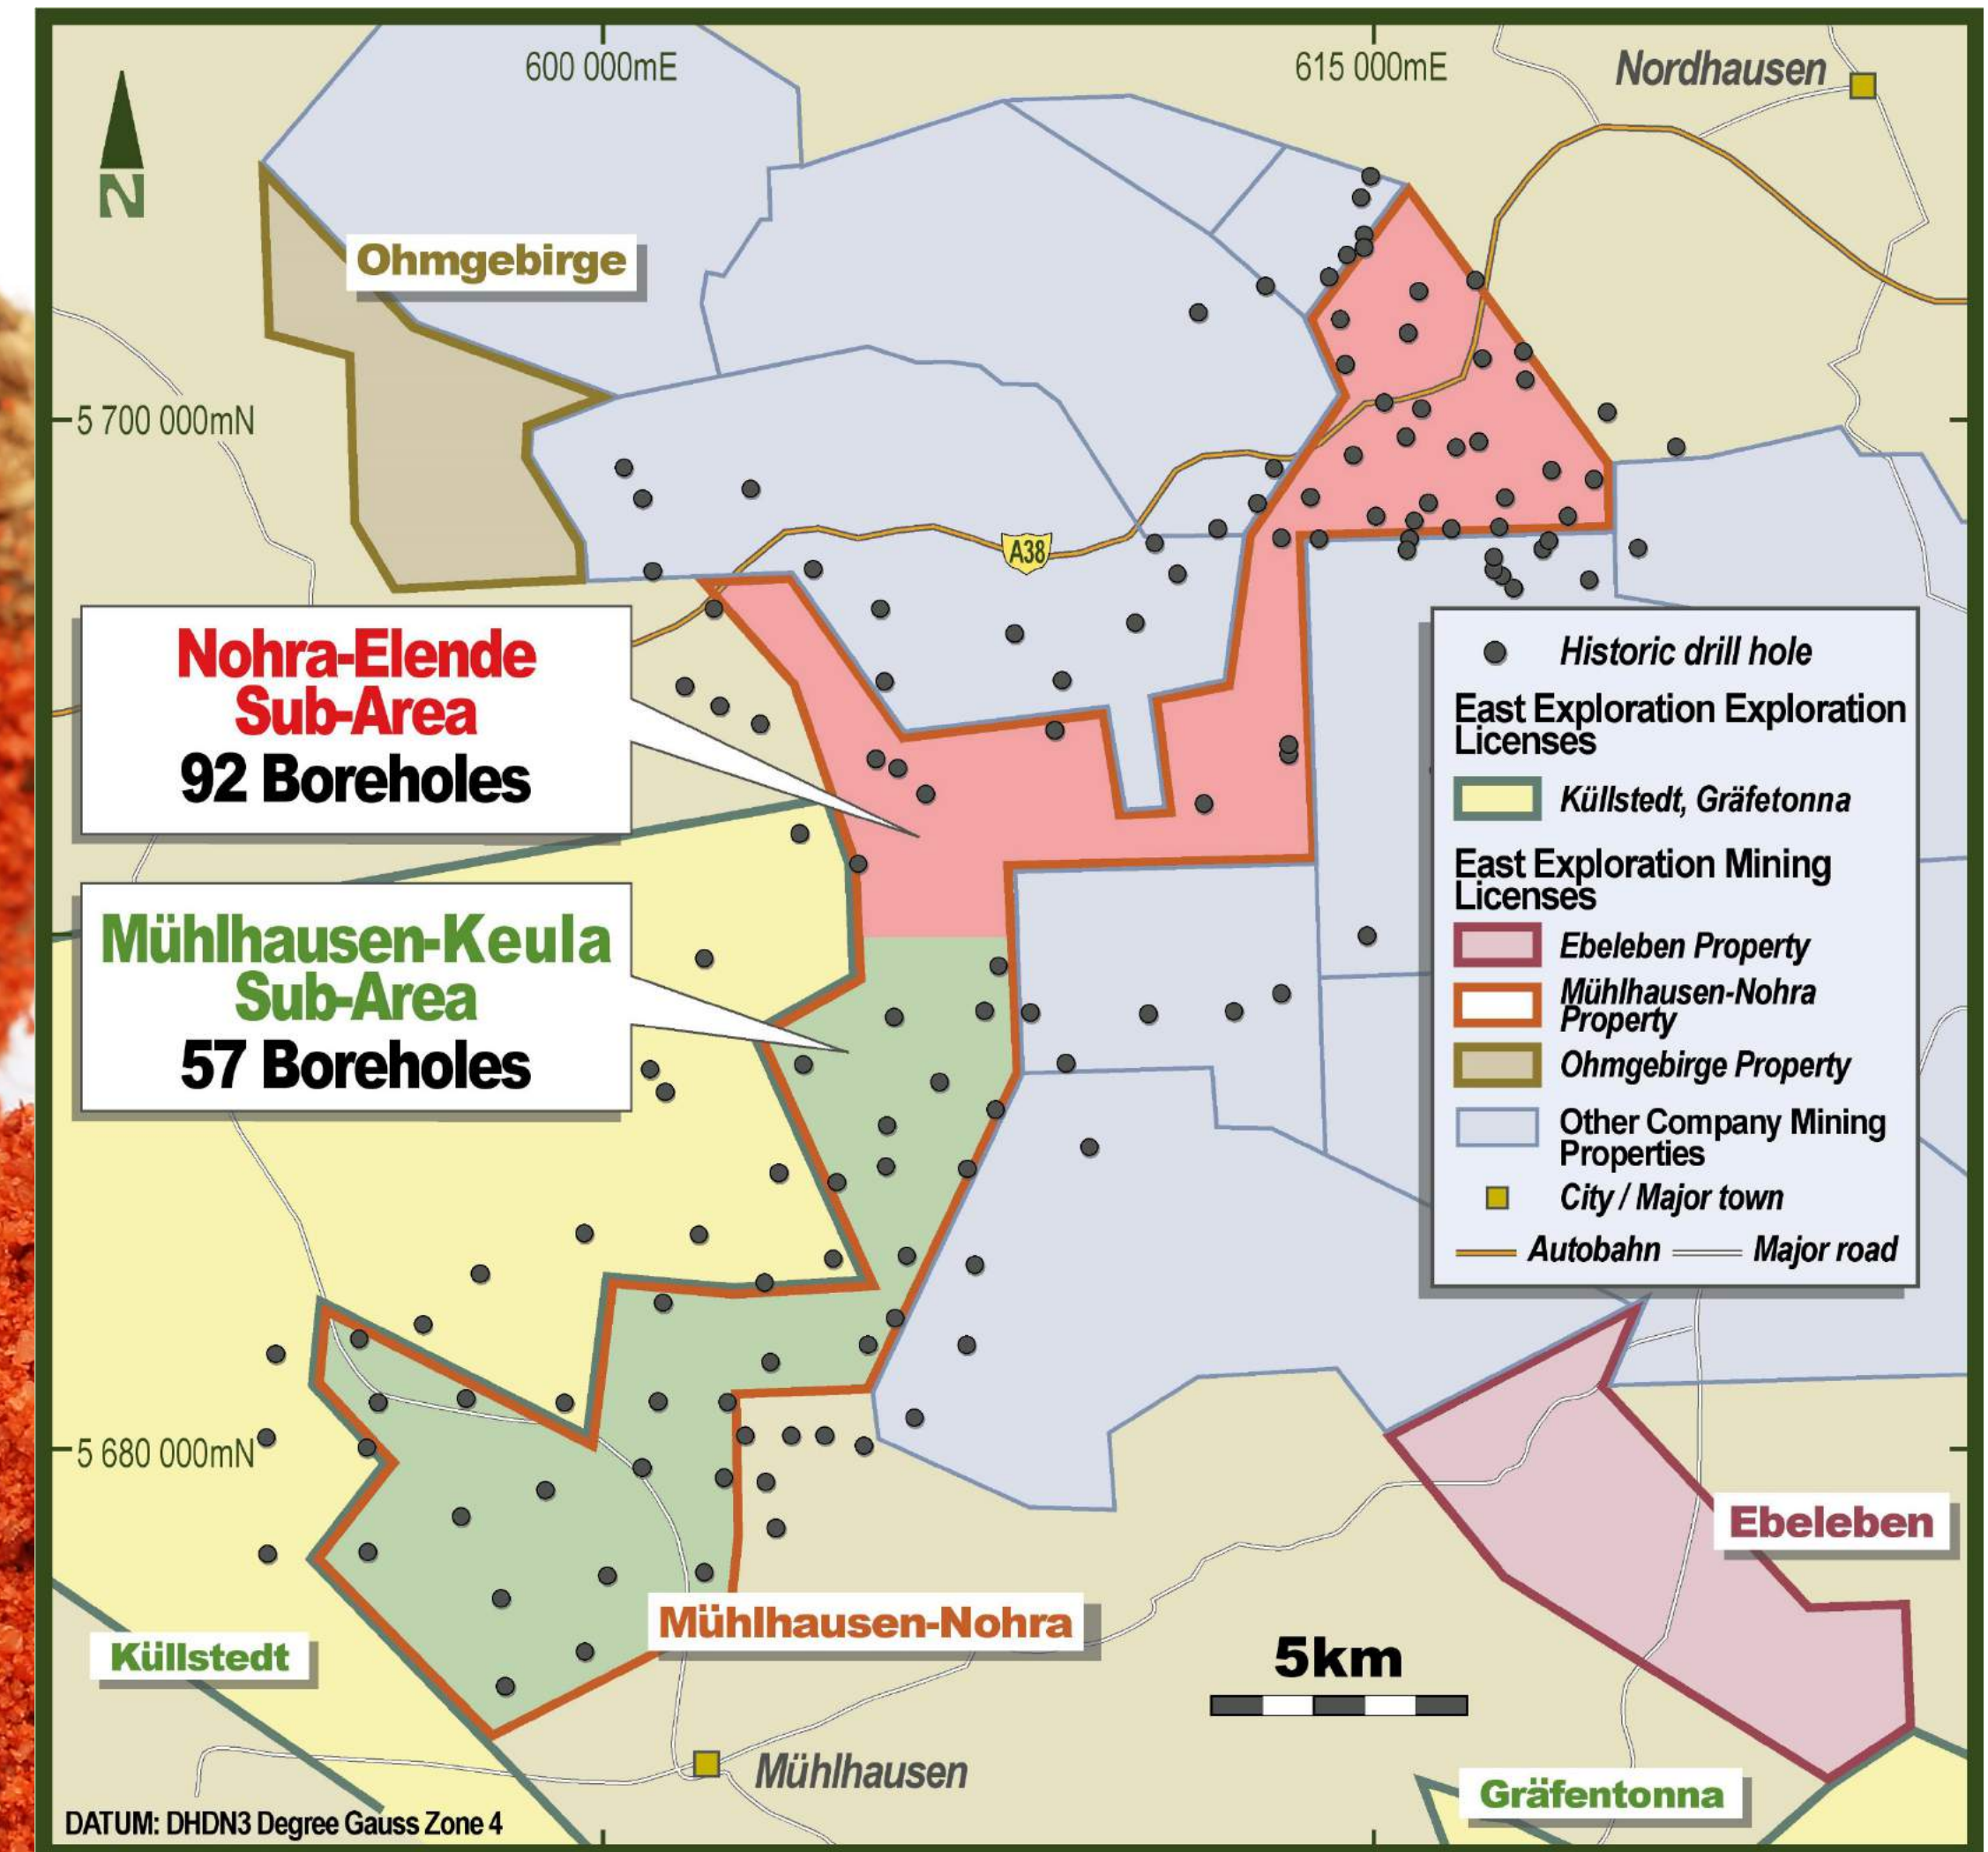 600 000mE
615 000mE
Nordhausen
N
Ohmgebirge
5 700 000mN
A38
Nohra-Elende
Sub-Area
92 Boreholes
Mühlhausen-Keula
Sub-Area
57 Boreholes
Historic drill hole
East Exploration Exploration
Licenses
Küllstedt, Gräfetonna
East Exploration Mining
Licenses
Ebeleben Property
Mühlhausen-Nohra
Property
Ohmgebirge Property
Other Company Mining
Properties
City / Major town
Autobahn
Major road
5 680 000mN
Ebeleben
Mühlhausen-Nohra
Küllstedt
5km
Mühlhausen
Gräfentonna
DATUM: DHDN3 Degree Gauss Zone 4